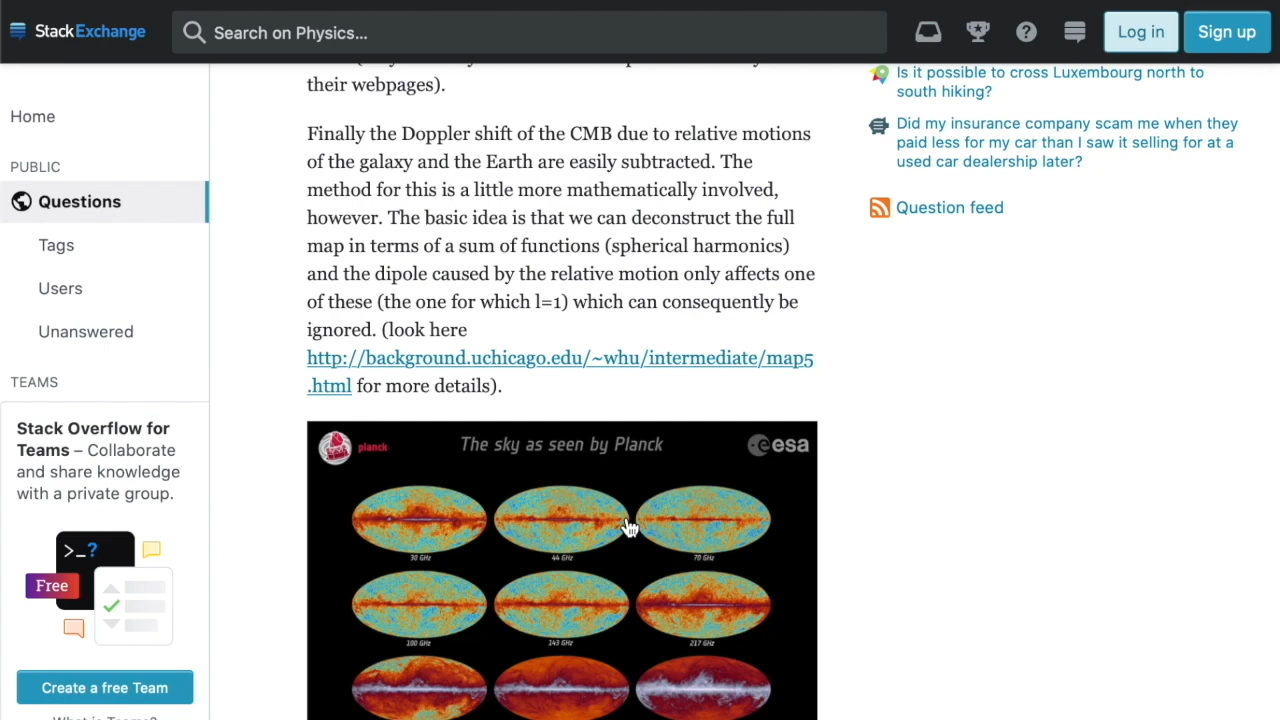 StackExchange
Search on Physics...
Log in
Sign up
Home
PUBLIC
Questions
Tags
Users
Unanswered
TEAMS
Stack Overflow for
Teams – Collaborate
and share knowledge
with a private group.
>_?
Free
Create a free Team
What is Teams?
their webpages).
Finally the Doppler shift of the CMB due to relative motions
of the galaxy and the Earth are easily subtracted. The
method for this is a little more mathematically involved,
however. The basic idea is that we can deconstruct the full
map in terms of a sum of functions (spherical harmonics)
and the dipole caused by the relative motion only affects one
of these (the one for which l=1) which can consequently be
ignored. (look here
http://background.uchicago.edu/~whu/intermediate/map5
.html for more details).
planck
The sky as seen by Planck
esa
30 GHz
44 GHz
70 GHz
100 GHz
143 GHz
217 GHz
Is it possible to cross Luxembourg north to
south hiking?
Did my insurance company scam me when they
paid less for my car than I saw it selling for at a
used car dealership later?
Question feed